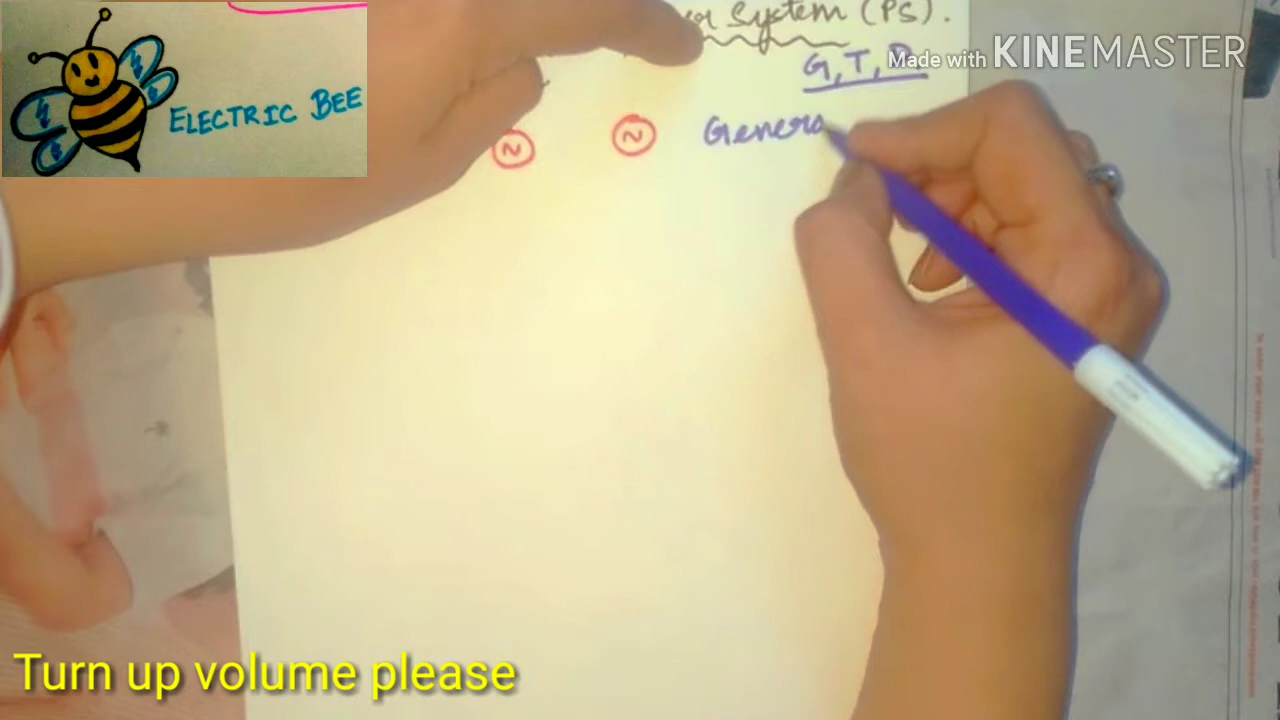 System (PS).
G, T, D
Made with KINEMASTER
ELECTRIC BEE
~ ~ Genera
Turn up volume please